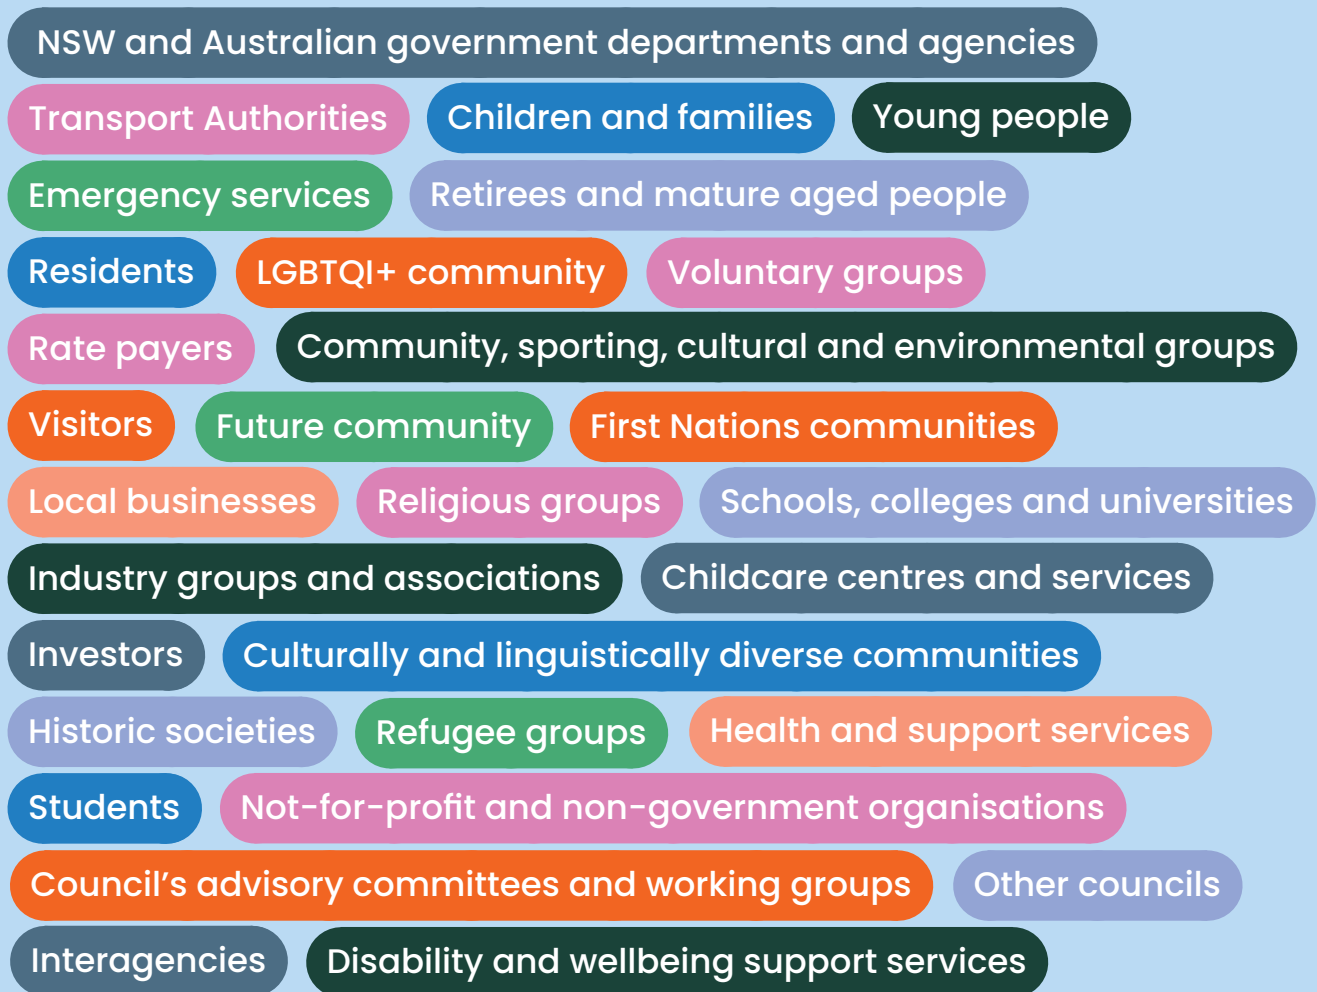 NSW and Australian government departments and agencies
Transport Authorities
Children and families
Young people
Emergency services
Retirees and mature aged people
Residents
LGBTQI+ community
Voluntary groups
Rate payers
Community, sporting, cultural and environmental groups
Visitors
Future community
First Nations communities
Local businesses
Religious groups
Schools, colleges and universities
Industry groups and associations
Childcare centres and services
Investors
Culturally and linguistically diverse communities
Historic societies
Refugee groups
Health and support services
Students
Not-for-profit and non-government organisations
Council’s advisory committees and working groups
Other councils
Interagencies
Disability and wellbeing support services